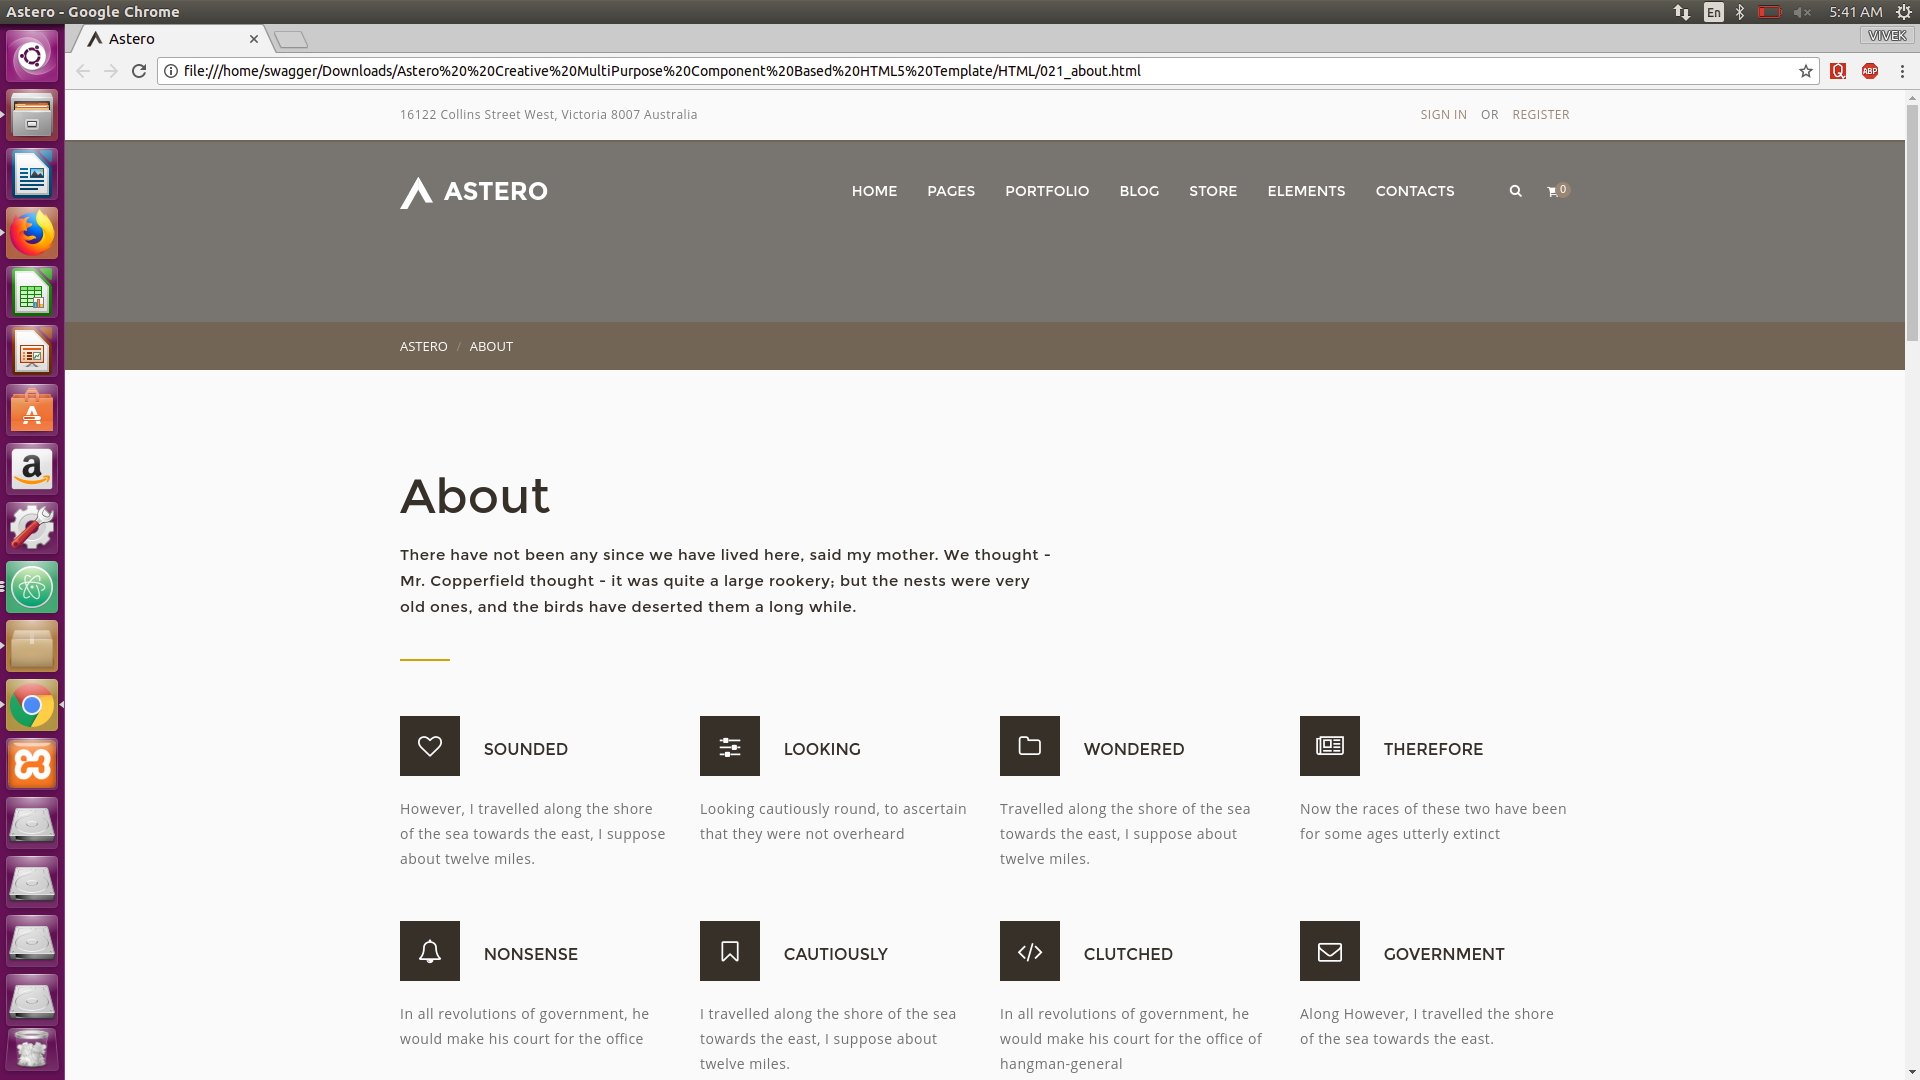 Astero - Google Chrome
En
5:41 AM
Astero
VIVEK
file:///home/swagger/Downloads/Astero%20%20Creative%20MultiPurpose%20Component%20Based%20HTML5%20Template/HTML/021_about.html
ABP
16122 Collins Street West, Victoria 8007 Australia
SIGN IN OR REGISTER
ASTERO
HOME PAGES PORTFOLIO BLOG STORE ELEMENTS CONTACTS 0
ASTERO / ABOUT
About
There have not been any since we have lived here, said my mother. We thought -
Mr. Copperfield thought - it was quite a large rookery; but the nests were very
old ones, and the birds have deserted them a long while.
SOUNDED
However, I travelled along the shore
of the sea towards the east, I suppose
about twelve miles.
LOOKING
Looking cautiously round, to ascertain
that they were not overheard
WONDERED
Travelled along the shore of the sea
towards the east, I suppose about
twelve miles.
THEREFORE
Now the races of these two have been
for some ages utterly extinct
NONSENSE
In all revolutions of government, he
would make his court for the office
CAUTIOUSLY
I travelled along the shore of the sea
towards the east, I suppose about
twelve miles.
CLUTCHED
In all revolutions of government, he
would make his court for the office of
hangman-general
GOVERNMENT
Along However, I travelled the shore
of the sea towards the east.